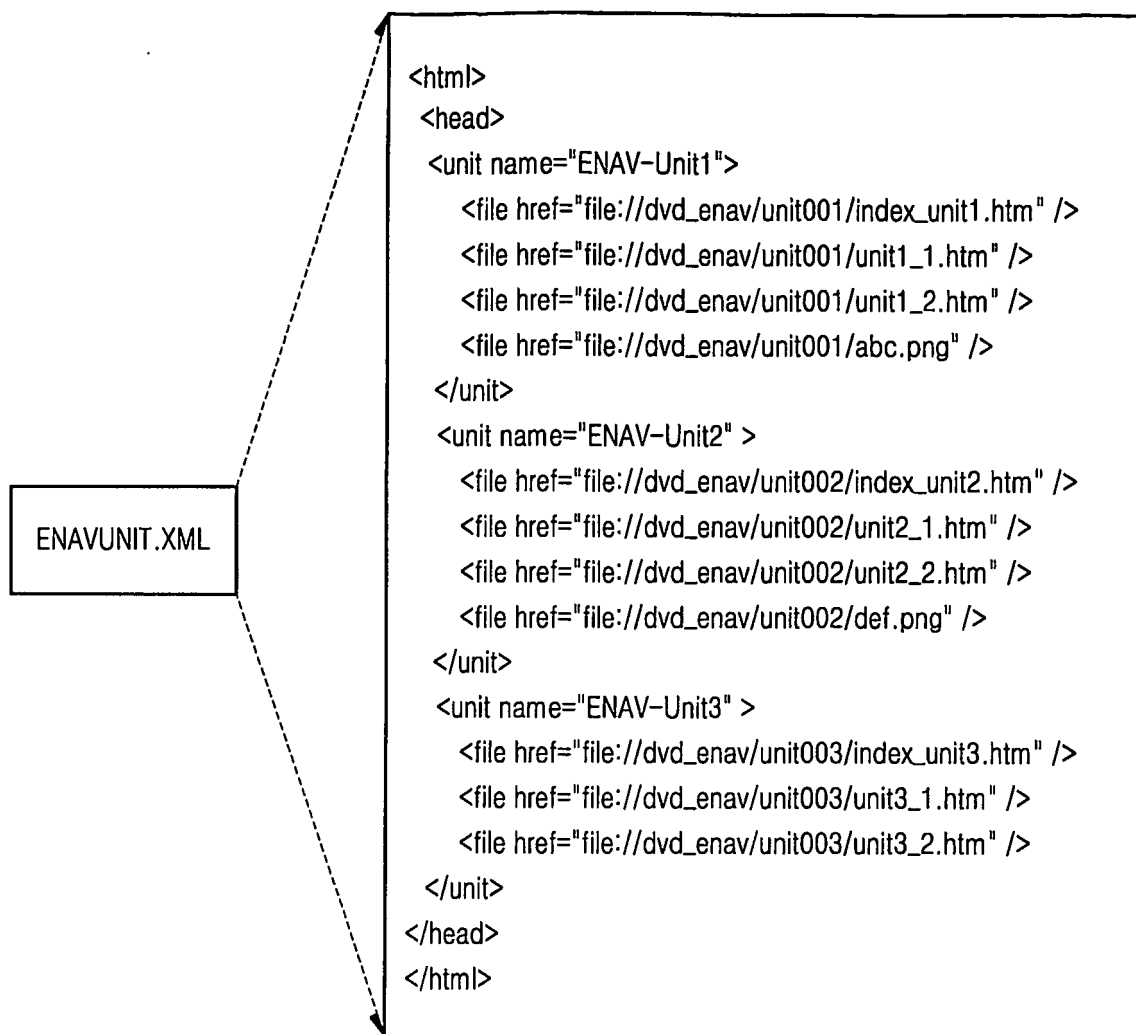 <html>
<head>
<unit name="ENAV-Unit1">
<file href="file://dvd_enav/unit001/index_unit1.htm" />
<file href="file://dvd_enav/unit001/unit1_1.htm" />
<file href="file://dvd_enav/unit001/unit1_2.htm" />
<file href="file://dvd_enav/unit001/abc.png" />
</unit>
<unit name="ENAV-Unit2" >
<file href="file://dvd_enav/unit002/index_unit2.htm" />
ENAVUNIT.XML
<file href="file://dvd_enav/unit002/unit2_1.htm" />
<file href="file://dvd_enav/unit002/unit2_2.htm" />
<file href="file://dvd_enav/unit002/def.png" />
</unit>
<unit name="ENAV-Unit3" >
<file href="file://dvd_enav/unit003/index_unit3.htm" />
<file href="file://dvd_enav/unit003/unit3_1.htm" />
<file href="file://dvd_enav/unit003/unit3_2.htm" />
</unit>
</head>
</html>